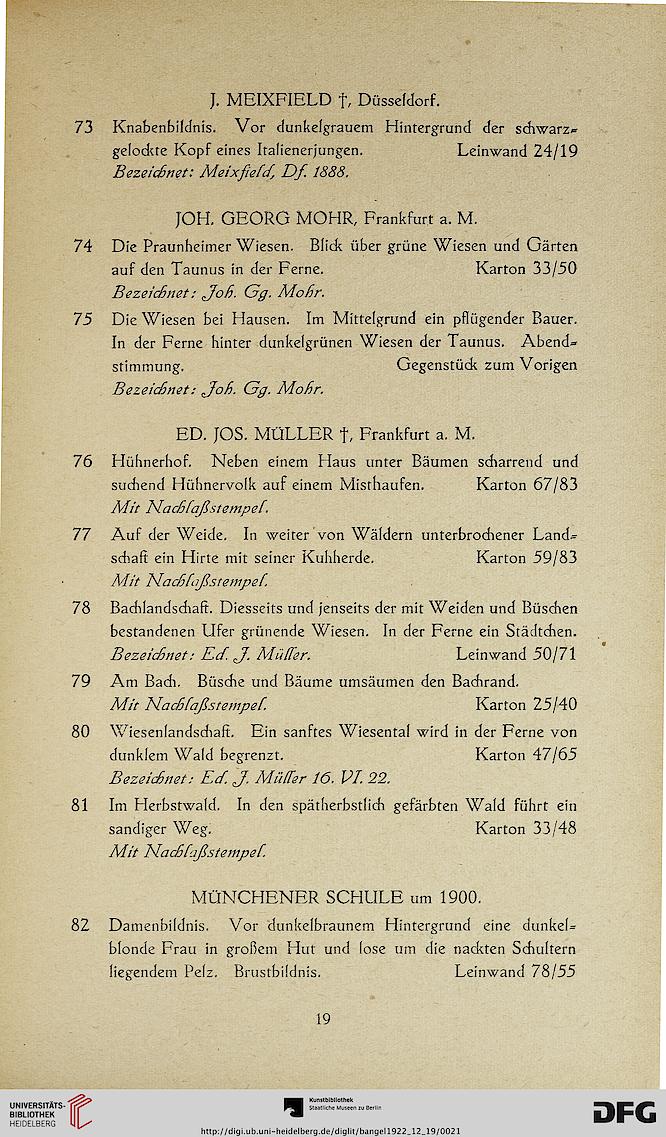 J. MEIXFIELD †, Düsseldorf.
73 Knabenbildnis. Vor dunkelgrauem Hintergrund der schwarz=
gelockte Kopf eines Italienerjungen. Leinwand 24/19
Bezeichnet: Meixfield, Df. 1888.
JOH. GEORG MOHR, Frankfurt a. M.
74 Die Praunheimer Wiesen. Blick über grüne Wiesen und Gärten
auf den Taunus in der Ferne. Karton 33/50
Bezeichnet: Joh. Gg. Mohr.
75 Die Wiesen bei Hausen. Im Mittelgrund ein pflügender Bauer.
In der Ferne hinter dunkelgrünen Wiesen der Taunus. Abend=
stimmung. Gegenstück zum Vorigen
Bezeichnet: Joh. Gg. Mohr.
ED. JOS. MÜLLER †, Frankfurt a. M.
76 Hühnerhof. Neben einem Haus unter Bäumen scharrend und
suchend Hühnervolk auf einem Misthaufen. Karton 67/83
Mit Nachlaßstempel.
77 Auf der Weide. In weiter von Wäldern unterbrochener Land=
schaft ein Hirte mit seiner Kuhherde. Karton 59/83
Mit Nachlaßstempel.
78 Bachlandschaft. Diesseits und jenseits der mit Weiden und Büschen
bestandenen Ufer grünende Wiesen. In der Ferne ein Städtchen.
Bezeichnet: Ed. J. Müller. Leinwand 50/71
79 Am Bach. Büsche und Bäume umsäumen den Bachrand.
Mit Nachlaßstempel. Karton 25/40
80 Wiesenlandschaft. Ein sanftes Wiesental wird in der Ferne von
dunklem Wald begrenzt. Karton 47/65
Bezeichnet: Ed. J. Müller 16. VI. 22.
81 Im Herbstwald. In den spätherbstlich gefärbten Wald führt ein
sandiger Weg. Karton 33/48
Mit Nachlaßstempel.
MÜNCHENER SCHULE um 1900.
82 Damenbildnis. Vor dunkelbraunem Hintergrund eine dunkel=
blonde Frau in großem Hut und lose um die nackten Schultern
liegendem Pelz. Brustbildnis. Leinwand 78/55
19
UNIVERSITÄTS-
BIBLIOTHEK
HEIDELBERG
Kunstbibliothek
Staatliche Museen zu Berlin
DFG
http://digi.ub.uni-heidelberg.de/diglit/bangel1922_12_19/0021